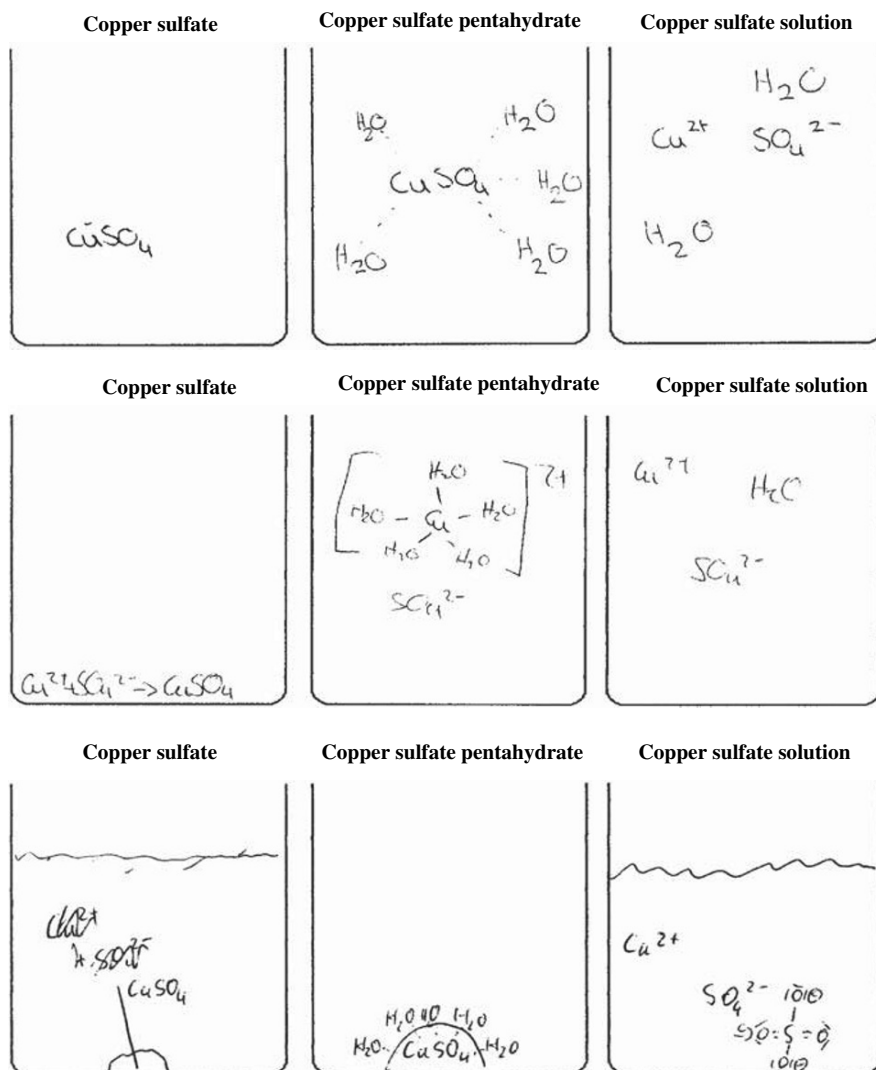 Copper sulfate Copper sulfate pentahydrate Copper sulfate solution
CuSO₄
H₂O H₂O
CuSO₄ H₂O
H₂O H₂O
H₂O
Cu²⁺ SO₄²⁻
H₂O
Copper sulfate Copper sulfate pentahydrate Copper sulfate solution
Cu²⁺+SO₄²⁻→CuSO₄
[ H₂O ]²⁺
H₂O – Cu – H₂O
H₂O H₂O
SO₄²⁻
Cu²⁺
H₂O
SO₄²⁻
Copper sulfate Copper sulfate pentahydrate Copper sulfate solution
CuSO₄
H₂O H₂O
H₂O CuSO₄ H₂O
Cu²⁺
SO₄²⁻